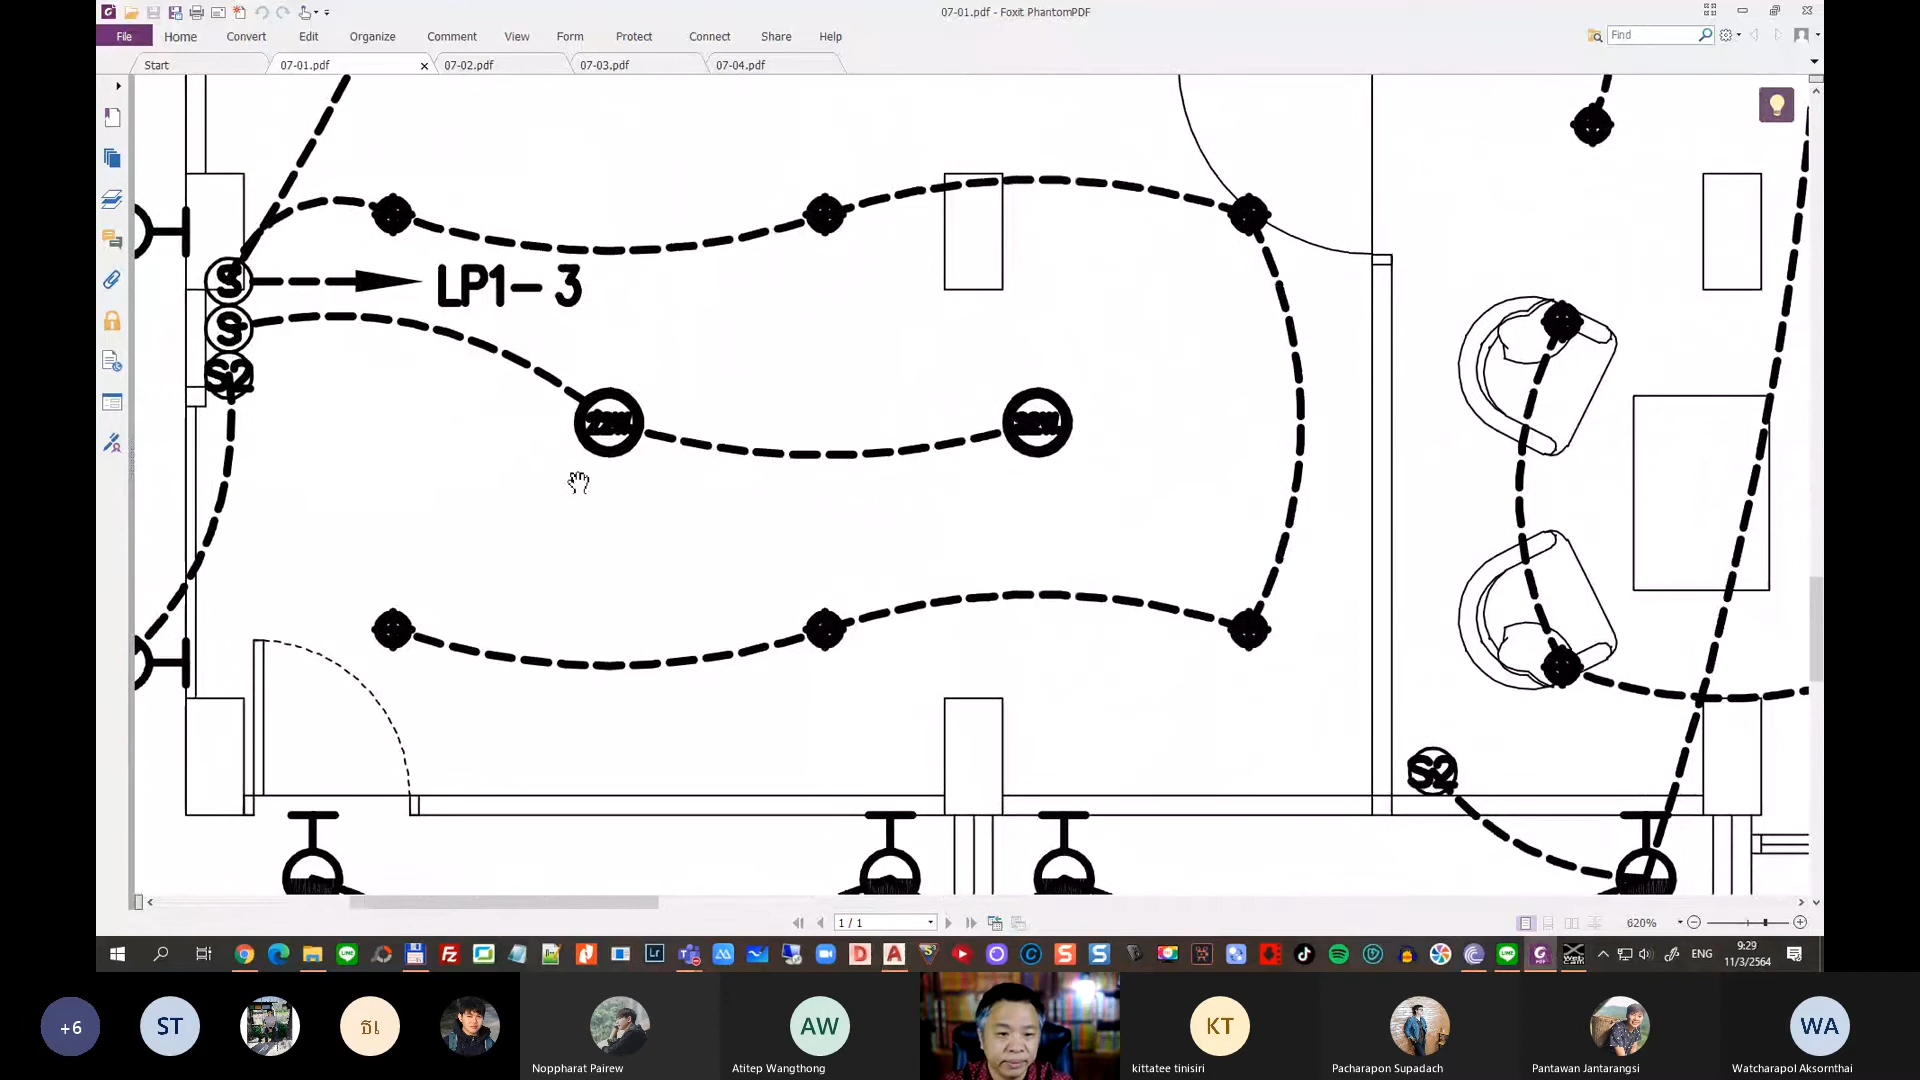 07-01.pdf - Foxit PhantomPDF
File Home Convert Edit Organize Comment View Form Protect Connect Share Help
Find
Start 07-01.pdf 07-02.pdf 07-03.pdf 07-04.pdf
S
LP1-3
S
S2
S2
1 / 1
620%
ENG
9:29
11/3/2564
+6
ST
ธเ
AW
KT
WA
Noppharat Pairew
Atitep Wangthong
kittatee tinisiri
Pacharapon Supadach
Pantawan Jantarangsi
Watcharapol Aksornthai